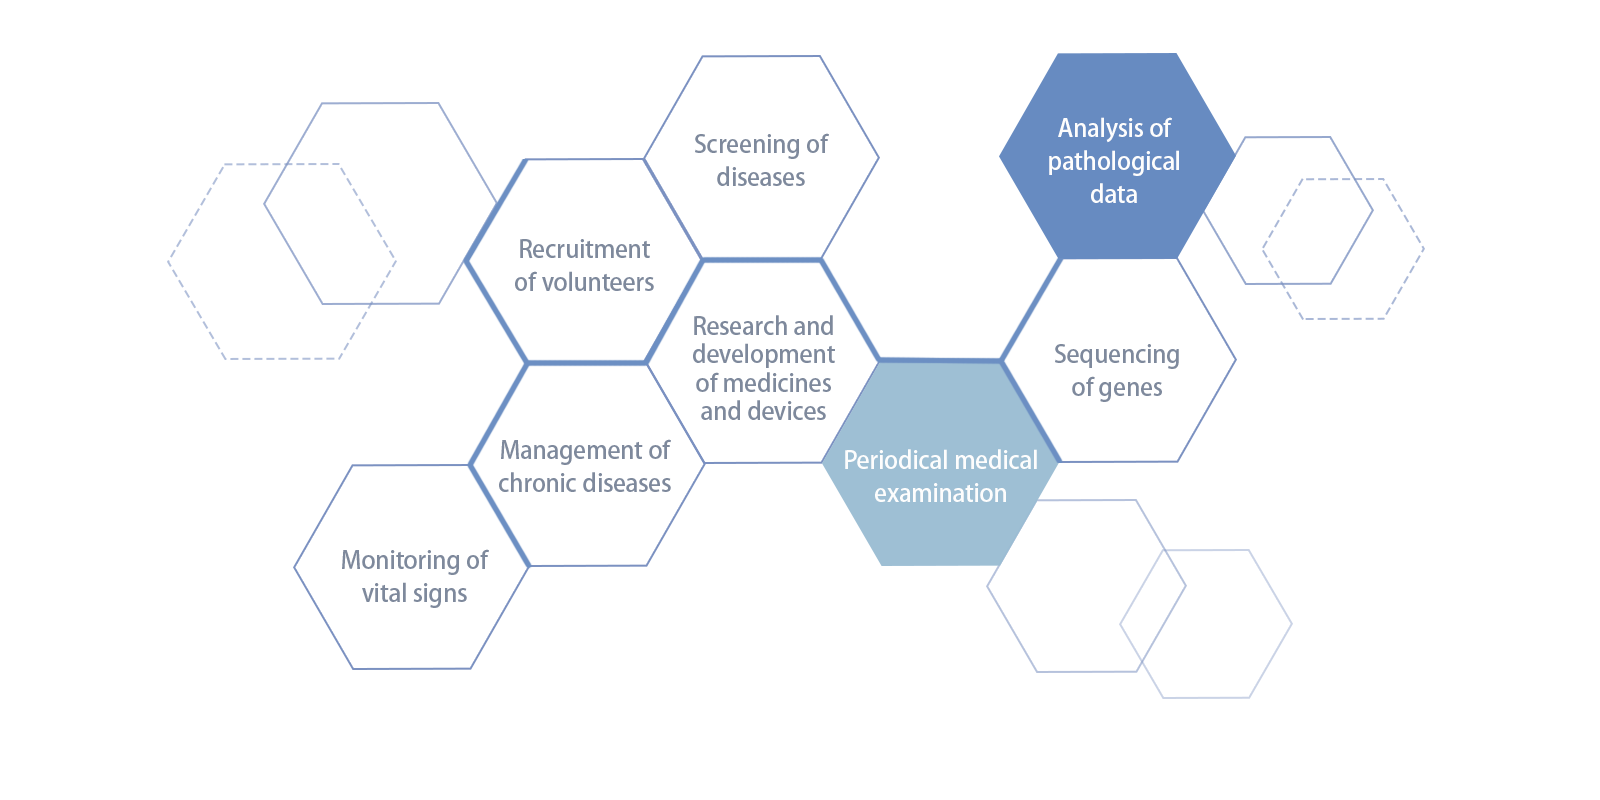 Screening of
diseases
Analysis of
pathological
data
Recruitment
of volunteers
Research and
development
of medicines
and devices
Sequencing
of genes
Management of
chronic diseases
Periodical medical
examination
Monitoring of
vital signs